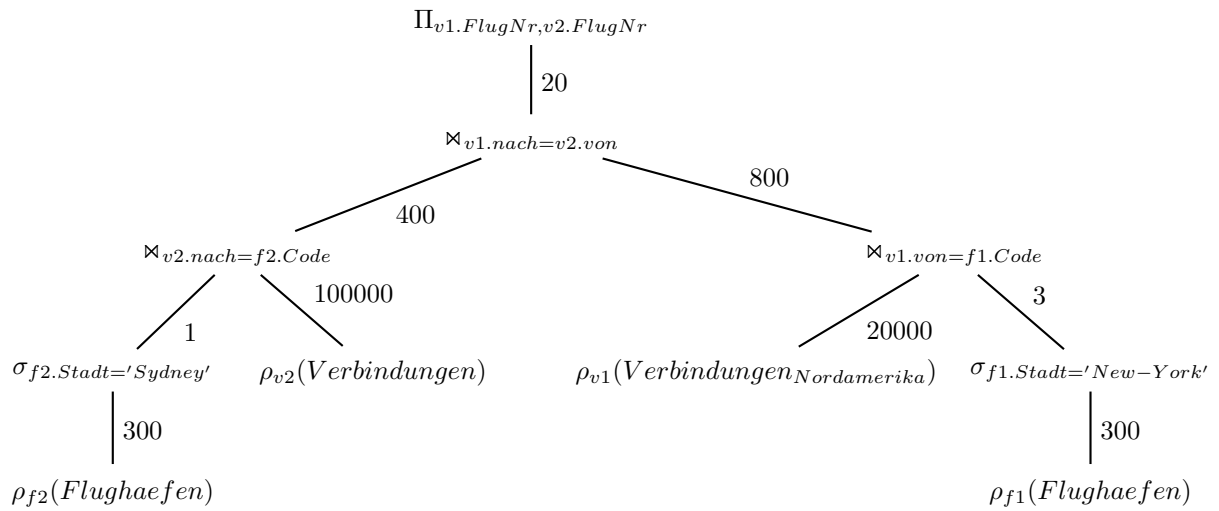 Π_{v1.FlugNr,v2.FlugNr}
20
⋈_{v1.nach=v2.von}
800
400
⋈_{v2.nach=f2.Code} ⋈_{v1.von=f1.Code}
100000 3
1 20000
σ_{f2.Stadt='Sydney'} ρ_{v2}(Verbindungen) ρ_{v1}(Verbindungen_{Nordamerika}) σ_{f1.Stadt='New−York'}
300 300
ρ_{f2}(Flughaefen) ρ_{f1}(Flughaefen)